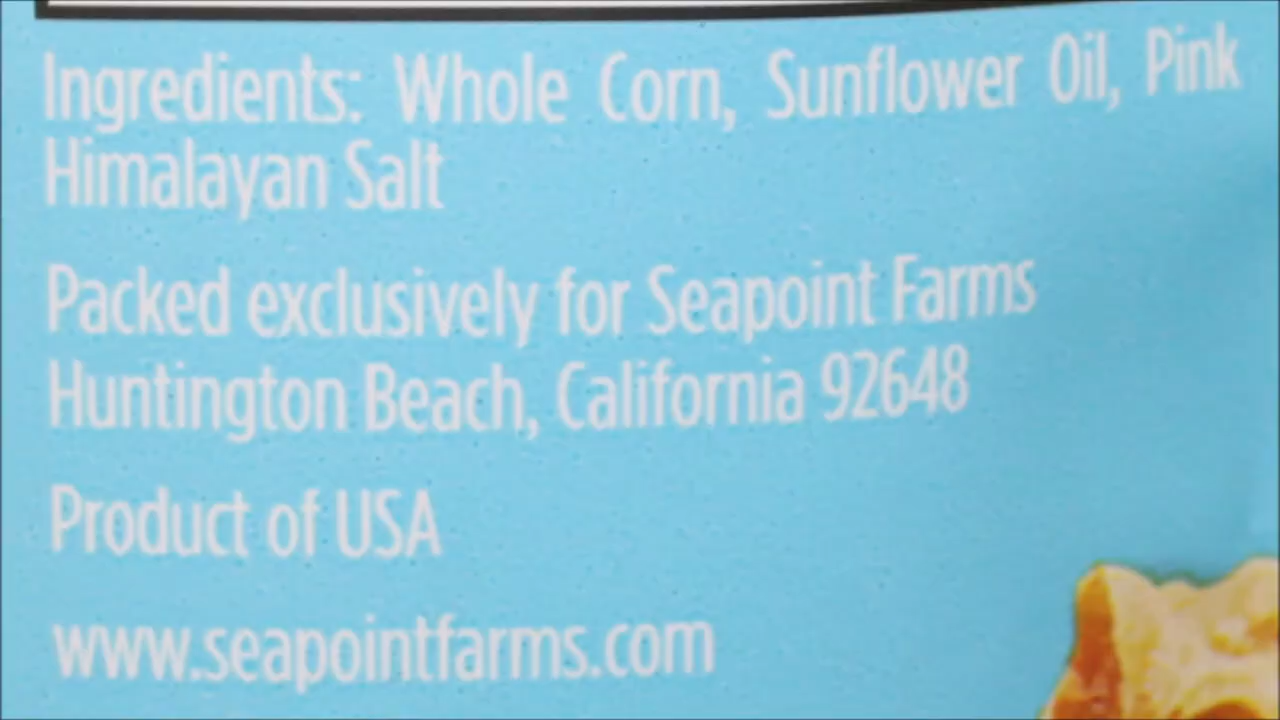 Ingredients: Whole Corn, Sunflower Oil, Pink
Himalayan Salt
Packed exclusively for Seapoint Farms
Huntington Beach, California 92648
Product of USA
www.seapointfarms.com